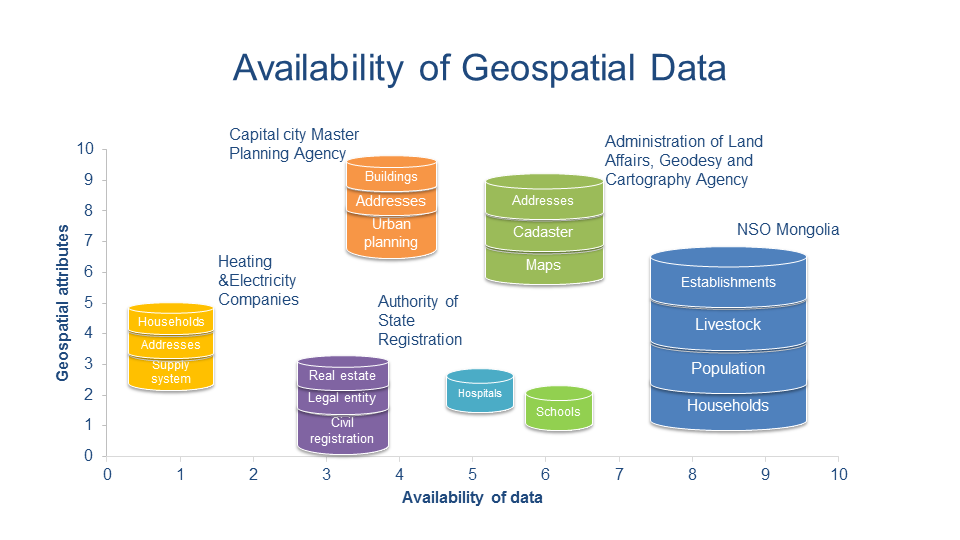 Availability of Geospatial Data
Capital city Master
Planning Agency
Administration of Land
Affairs, Geodesy and
Cartography Agency
NSO Mongolia
Heating
&Electricity
Companies
Authority of
State
Registration
Buildings
Addresses
Urban
planning
Addresses
Cadaster
Maps
Establishments
Livestock
Population
Households
Households
Addresses
Supply
system
Real estate
Legal entity
Civil
registration
Hospitals
Schools
Geospatial attributes
10
9
8
7
6
5
4
3
2
1
0
0 1 2 3 4 5 6 7 8 9 10
Availability of data